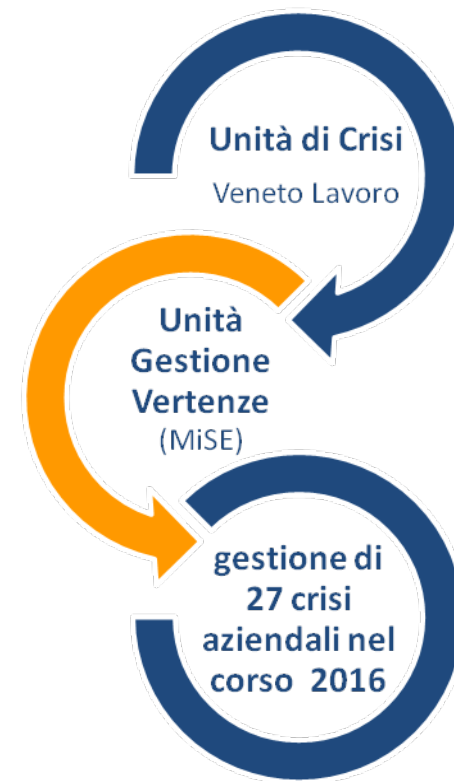 Unità di Crisi
Veneto Lavoro
Unità
Gestione
Vertenze
(MiSE)
gestione di
27 crisi
aziendali nel
corso 2016